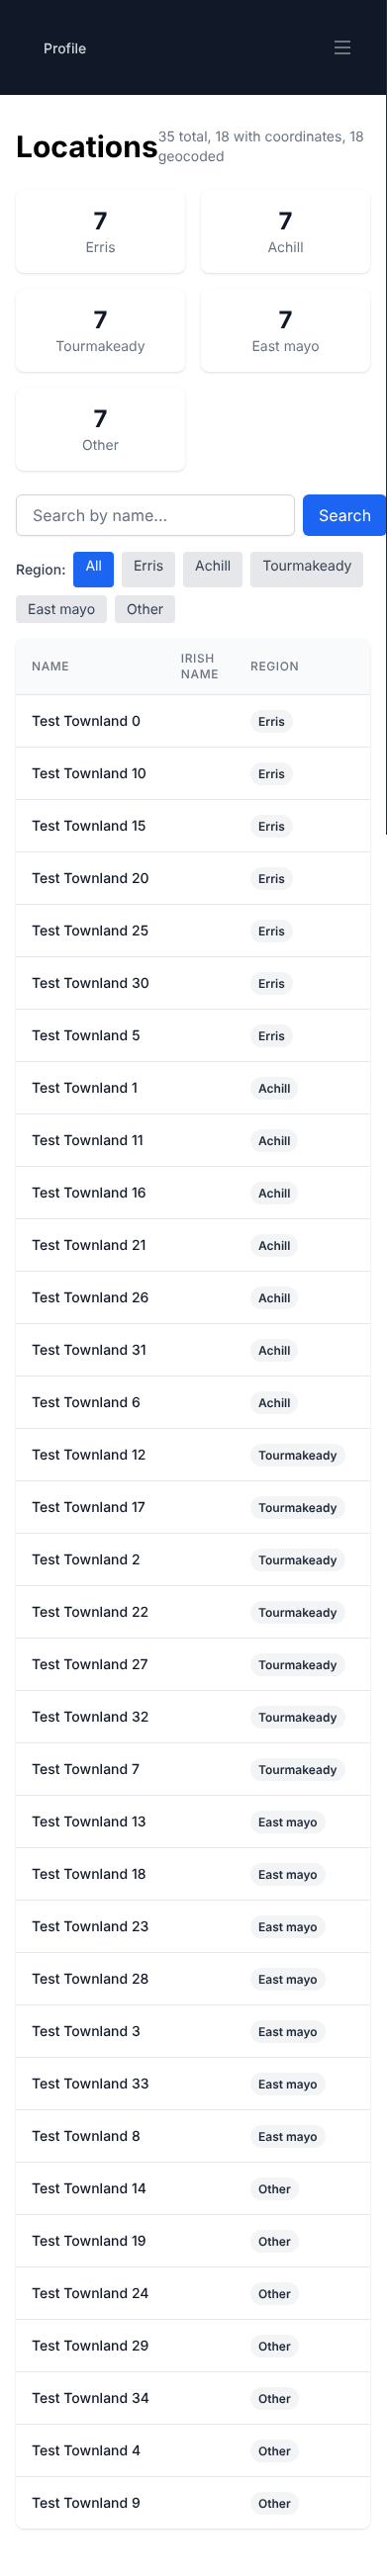 Profile
Locations
35 total, 18 with coordinates, 18
geocoded
7
Erris
7
Achill
7
Tourmakeady
7
East mayo
7
Other
Search by name...
Search
Region:
All
Erris
Achill
Tourmakeady
East mayo
Other
NAME
IRISH
NAME
REGION
Test Townland 0
Erris
Test Townland 10
Erris
Test Townland 15
Erris
Test Townland 20
Erris
Test Townland 25
Erris
Test Townland 30
Erris
Test Townland 5
Erris
Test Townland 1
Achill
Test Townland 11
Achill
Test Townland 16
Achill
Test Townland 21
Achill
Test Townland 26
Achill
Test Townland 31
Achill
Test Townland 6
Achill
Test Townland 12
Tourmakeady
Test Townland 17
Tourmakeady
Test Townland 2
Tourmakeady
Test Townland 22
Tourmakeady
Test Townland 27
Tourmakeady
Test Townland 32
Tourmakeady
Test Townland 7
Tourmakeady
Test Townland 13
East mayo
Test Townland 18
East mayo
Test Townland 23
East mayo
Test Townland 28
East mayo
Test Townland 3
East mayo
Test Townland 33
East mayo
Test Townland 8
East mayo
Test Townland 14
Other
Test Townland 19
Other
Test Townland 24
Other
Test Townland 29
Other
Test Townland 34
Other
Test Townland 4
Other
Test Townland 9
Other